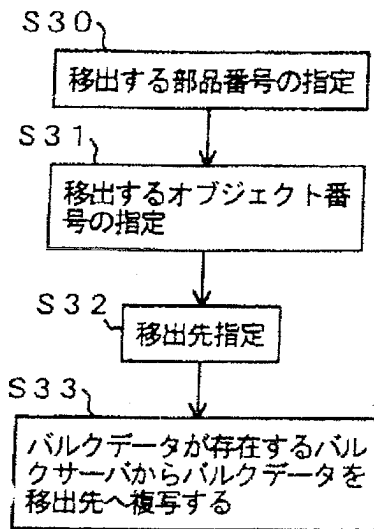 S30
移出する部品番号の指定
S31
移出するオブジェクト番
号の指定
S32
移出先指定
S33
バルクデータが存在するバル
クサーバからバルクデータを
移出先へ複写する